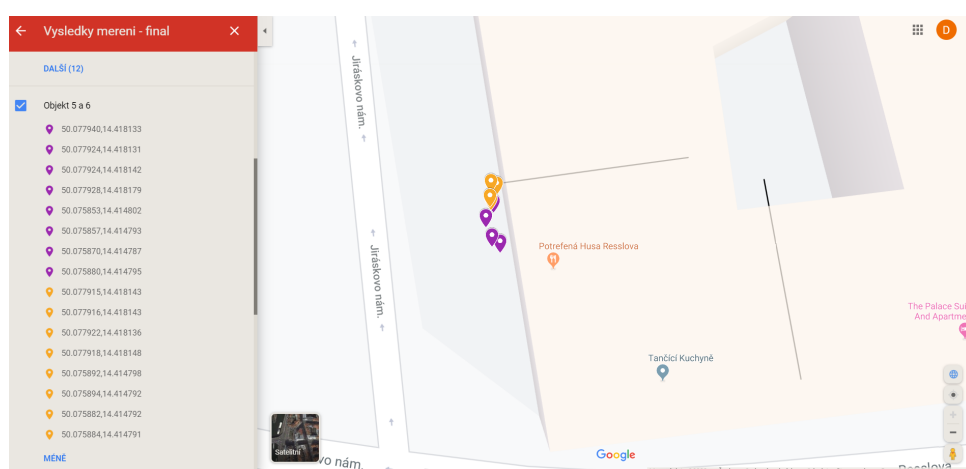 Vysledky mereni - final
DALŠÍ (12)
Objekt 5 a 6
50.077940,14.418133
50.077924,14.418131
50.077924,14.418142
50.077928,14.418179
50.075853,14.414802
50.075857,14.414793
50.075870,14.414787
50.075880,14.414795
50.077915,14.418143
50.077916,14.418143
50.077922,14.418136
50.077918,14.418148
50.075892,14.414798
50.075894,14.414792
50.075882,14.414792
50.075884,14.414791
MÉNĚ
D
Jiráskovo nám.
Jiráskovo nám.
Potrefená Husa Resslova
The Palace Sui
And Apartme
Tančící Kuchyně
Satelitní
Google
vo nám.
Resslova